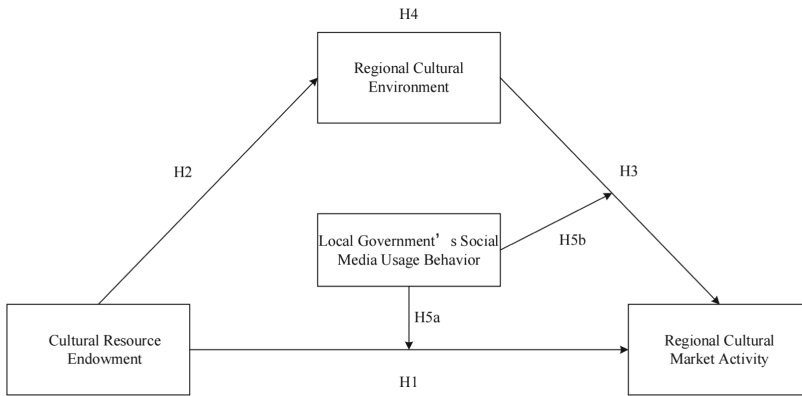 H4
Regional Cultural
Environment
H2
H3
Local Government’s Social
Media Usage Behavior
H5b
H5a
Cultural Resource
Endowment
Regional Cultural
Market Activity
H1